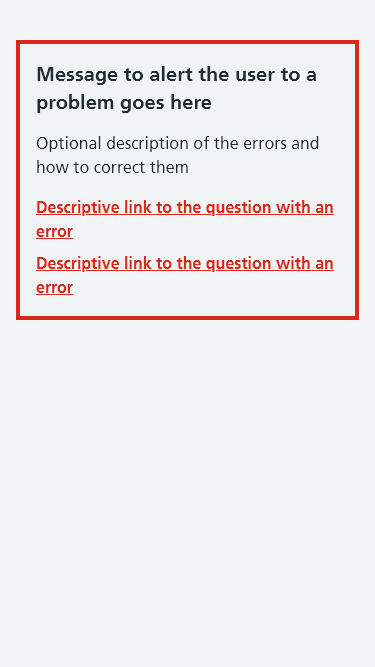 Message to alert the user to a
problem goes here
Optional description of the errors and
how to correct them
Descriptive link to the question with an
error
Descriptive link to the question with an
error